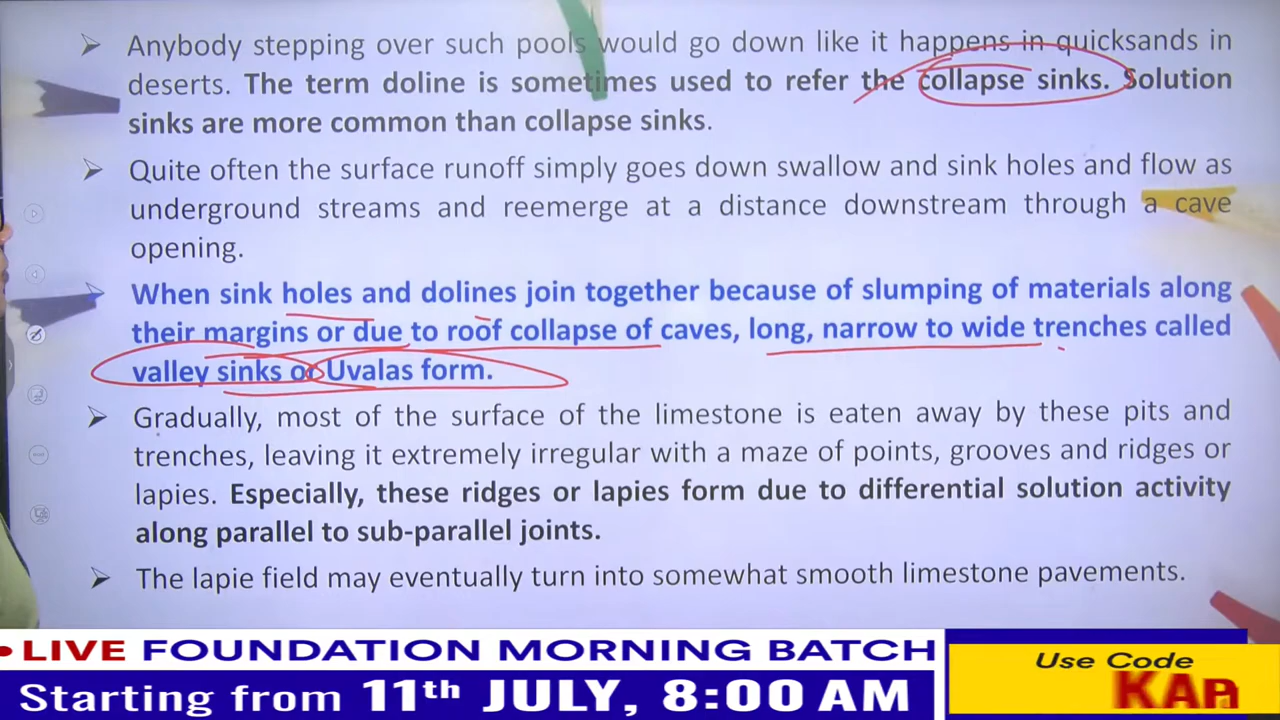 ➤ Anybody stepping over such pools would go down like it happens in quicksands in
deserts. The term doline is sometimes used to refer the collapse sinks. Solution
sinks are more common than collapse sinks.
➤ Quite often the surface runoff simply goes down swallow and sink holes and flow as
underground streams and reemerge at a distance downstream through a cave
opening.
➤ When sink holes and dolines join together because of slumping of materials along
their margins or due to roof collapse of caves, long, narrow to wide trenches called
valley sinks or Uvalas form.
➤ Gradually, most of the surface of the limestone is eaten away by these pits and
trenches, leaving it extremely irregular with a maze of points, grooves and ridges or
lapies. Especially, these ridges or lapies form due to differential solution activity
along parallel to sub-parallel joints.
➤ The lapie field may eventually turn into somewhat smooth limestone pavements.
• LIVE FOUNDATION MORNING BATCH
Starting from 11th JULY, 8:00 AM
Use Code